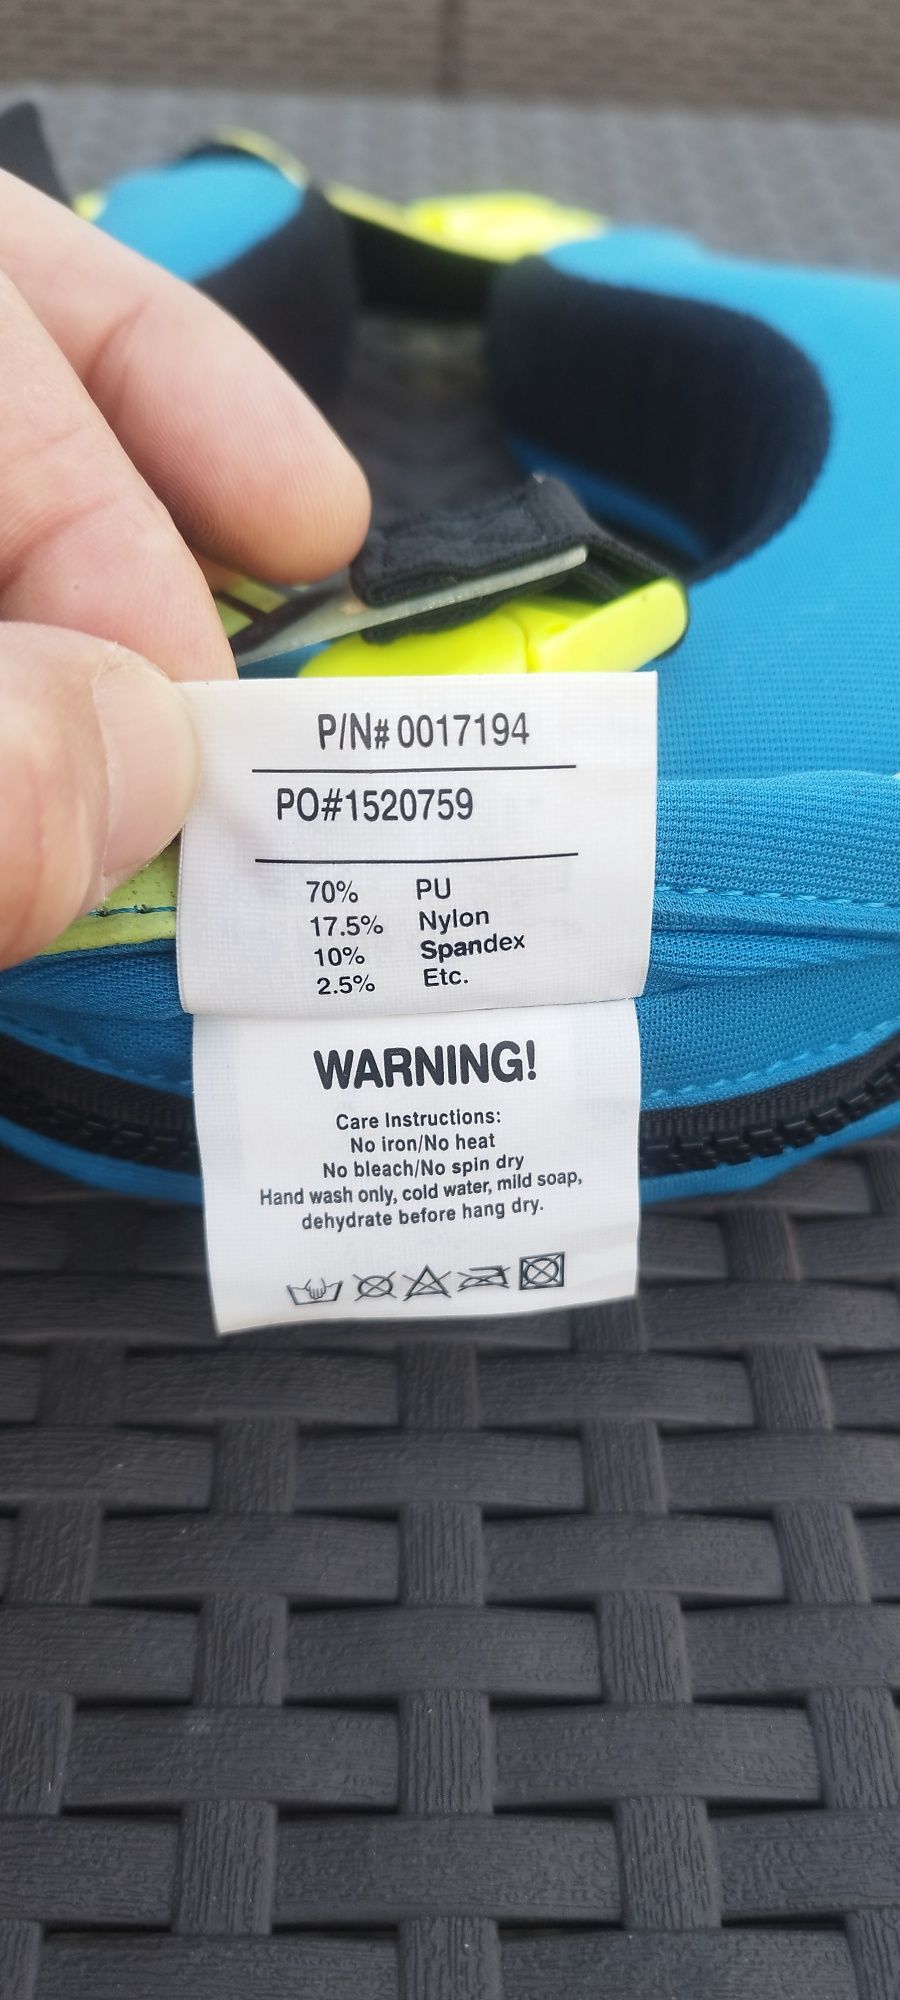 P/N# 0017194
PO#1520759
70% PU
17.5% Nylon
10% Spandex
2.5% Etc.
WARNING!
Care Instructions:
No iron/No heat
No bleach/No spin dry
Hand wash only, cold water, mild soap,
dehydrate before hang dry.